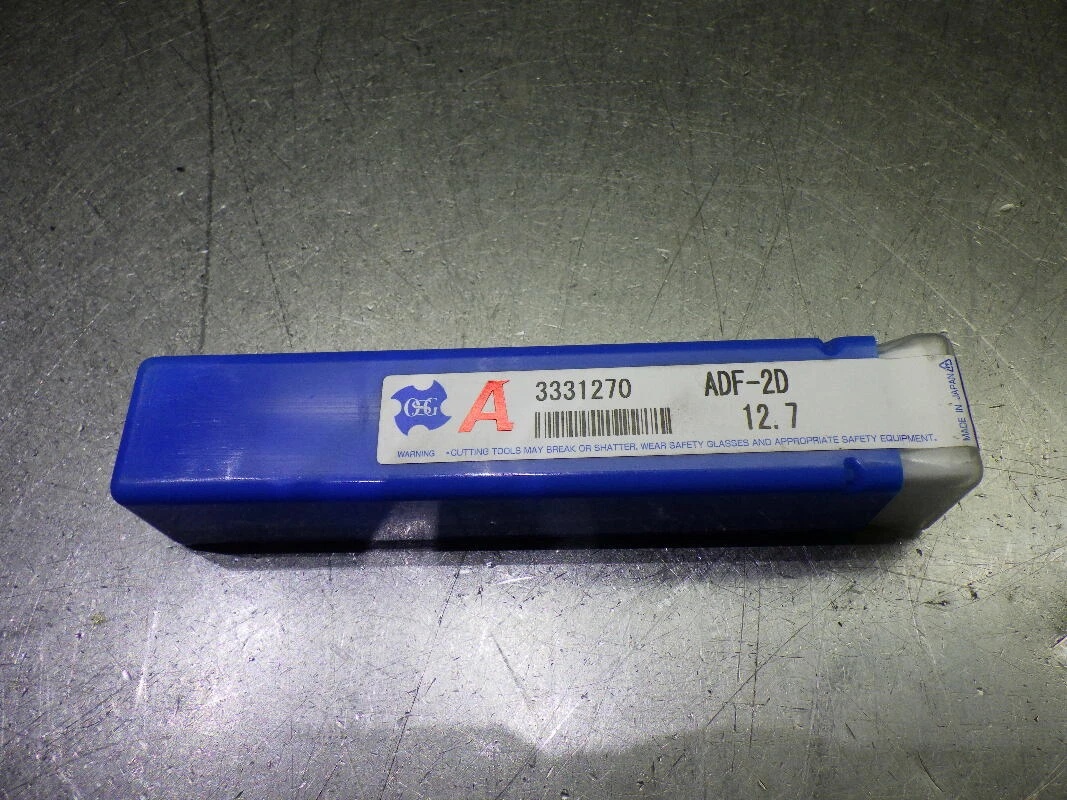 OSG A 3331270 ADF-2D
12.7
WARNING •CUTTING TOOLS MAY BREAK OR SHATTER. WEAR SAFETY GLASSES AND APPROPRIATE SAFETY EQUIPMENT.
MADE IN JAPAN